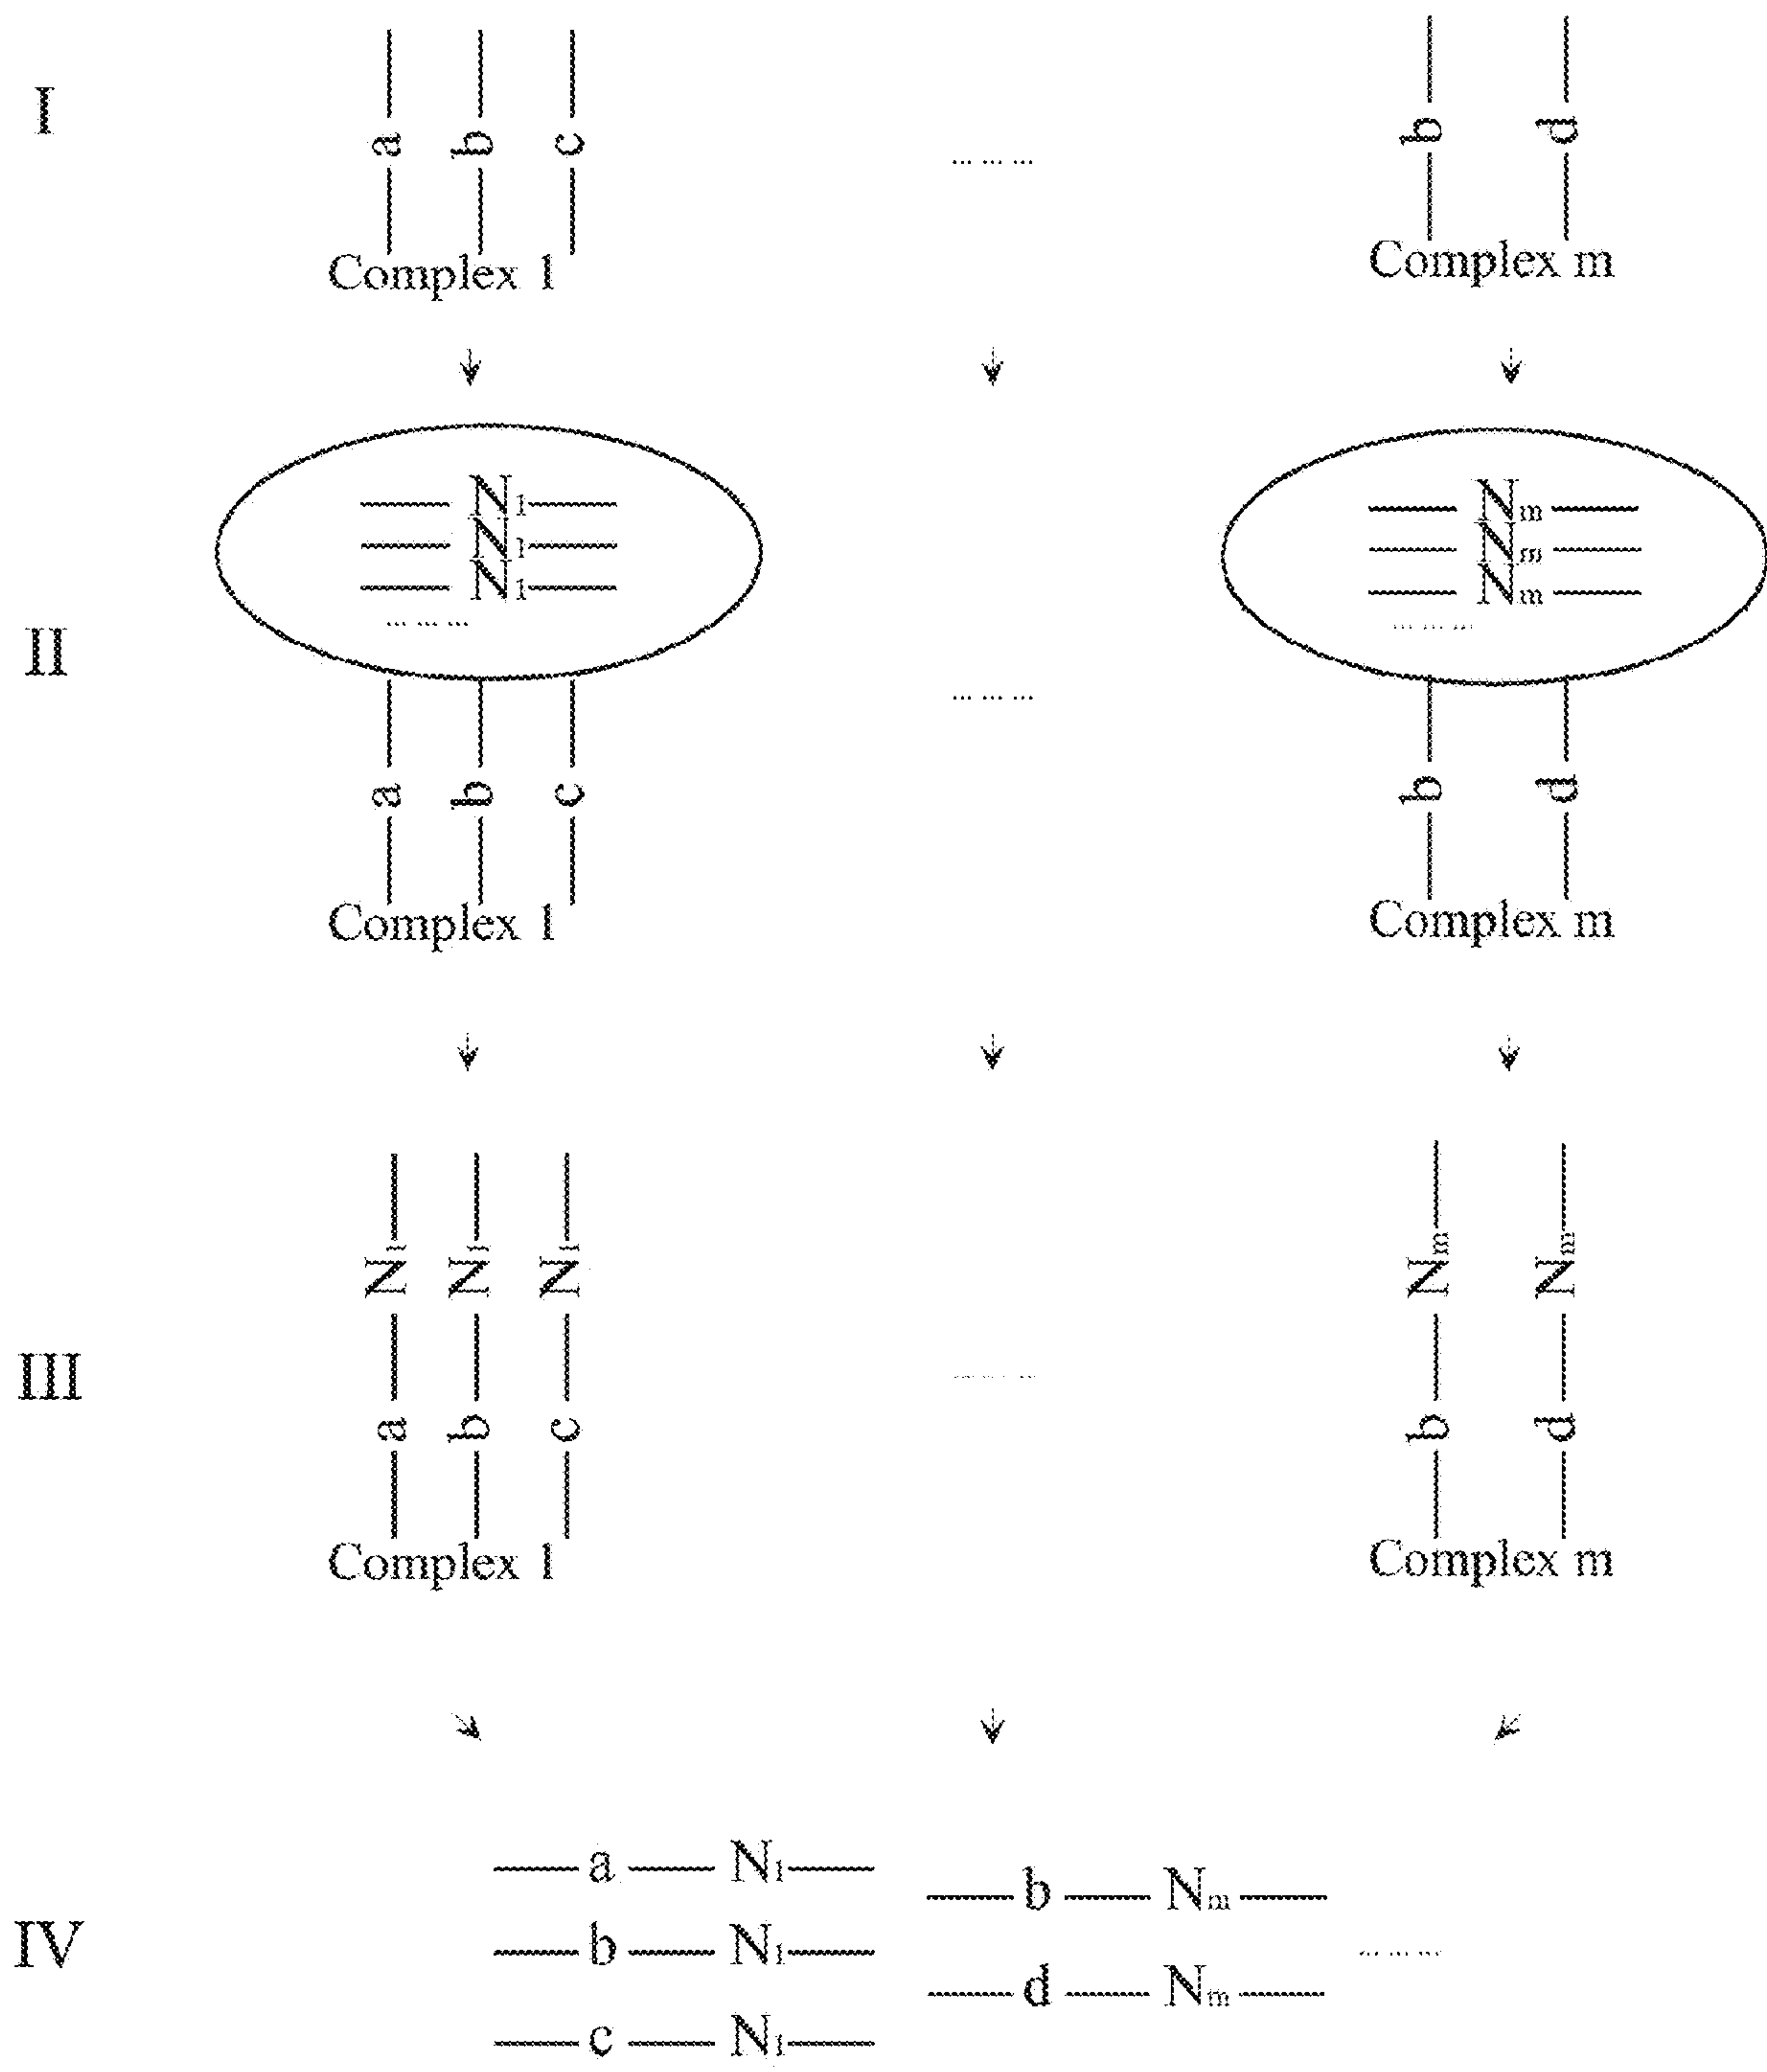 I
a b c
... ... ...
b d
Complex 1
Complex m
N1
N1
N1
... ... ...
Nm
Nm
Nm
... ... ...
II
... ... ...
a b c
b d
Complex 1
Complex m
N1 N1 N1
Nm Nm
III
... ... ...
a b c
b d
Complex 1
Complex m
IV
a N1
b N1
c N1
b Nm
d Nm
... ... ...